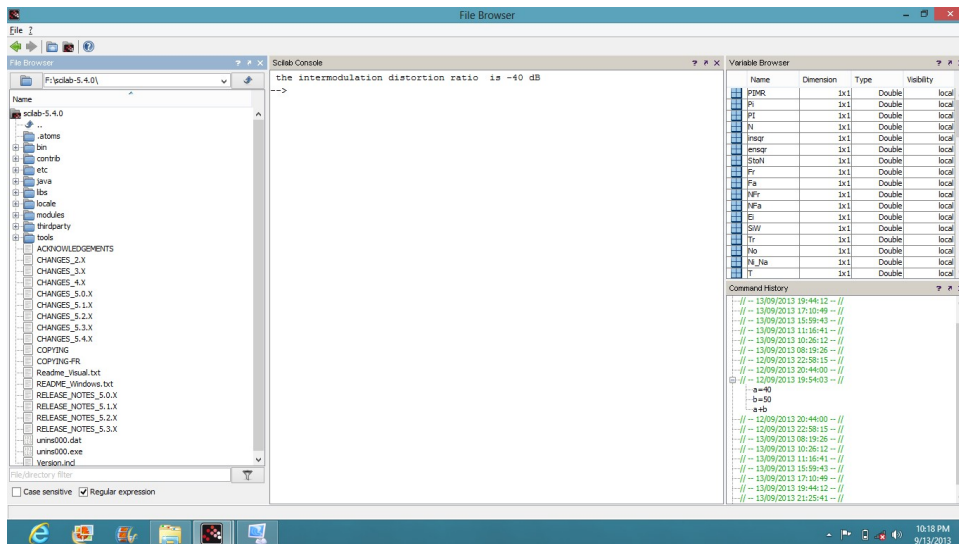 File Browser
File ?
File Browser
F:\scilab-5.4.0\
Name
scilab-5.4.0
..
.atoms
bin
contrib
etc
java
libs
locale
modules
thirdparty
tools
ACKNOWLEDGEMENTS
CHANGES_2.X
CHANGES_3.X
CHANGES_4.X
CHANGES_5.0.X
CHANGES_5.1.X
CHANGES_5.2.X
CHANGES_5.3.X
CHANGES_5.4.X
COPYING
COPYING-FR
Readme_Visual.txt
README_Windows.txt
RELEASE_NOTES_5.0.X
RELEASE_NOTES_5.1.X
RELEASE_NOTES_5.2.X
RELEASE_NOTES_5.3.X
unins000.dat
unins000.exe
Version.incl
File/directory filter
Case sensitive Regular expression
Scilab Console
the intermodulation distortion ratio is -40 dB
-->
Variable Browser
Name Dimension Type Visibility
PIMR 1x1 Double local
Pi 1x1 Double local
PI 1x1 Double local
N 1x1 Double local
insqr 1x1 Double local
ensqr 1x1 Double local
StoN 1x1 Double local
Fr 1x1 Double local
Fa 1x1 Double local
NFr 1x1 Double local
NFa 1x1 Double local
Ei 1x1 Double local
SiW 1x1 Double local
Tr 1x1 Double local
No 1x1 Double local
Ni_Na 1x1 Double local
T 1x1 Double local
Command History
// -- 13/09/2013 19:44:12 -- //
// -- 13/09/2013 17:10:49 -- //
// -- 13/09/2013 15:59:43 -- //
// -- 13/09/2013 11:16:41 -- //
// -- 13/09/2013 10:26:12 -- //
// -- 13/09/2013 08:19:26 -- //
// -- 12/09/2013 22:58:15 -- //
// -- 12/09/2013 20:44:00 -- //
// -- 12/09/2013 19:54:03 -- //
a=40
b=50
a+b
// -- 12/09/2013 20:44:00 -- //
// -- 12/09/2013 22:58:15 -- //
// -- 13/09/2013 08:19:26 -- //
// -- 13/09/2013 10:26:12 -- //
// -- 13/09/2013 11:16:41 -- //
// -- 13/09/2013 15:59:43 -- //
// -- 13/09/2013 17:10:49 -- //
// -- 13/09/2013 19:44:12 -- //
// -- 13/09/2013 21:25:41 -- //
10:18 PM
9/13/2013